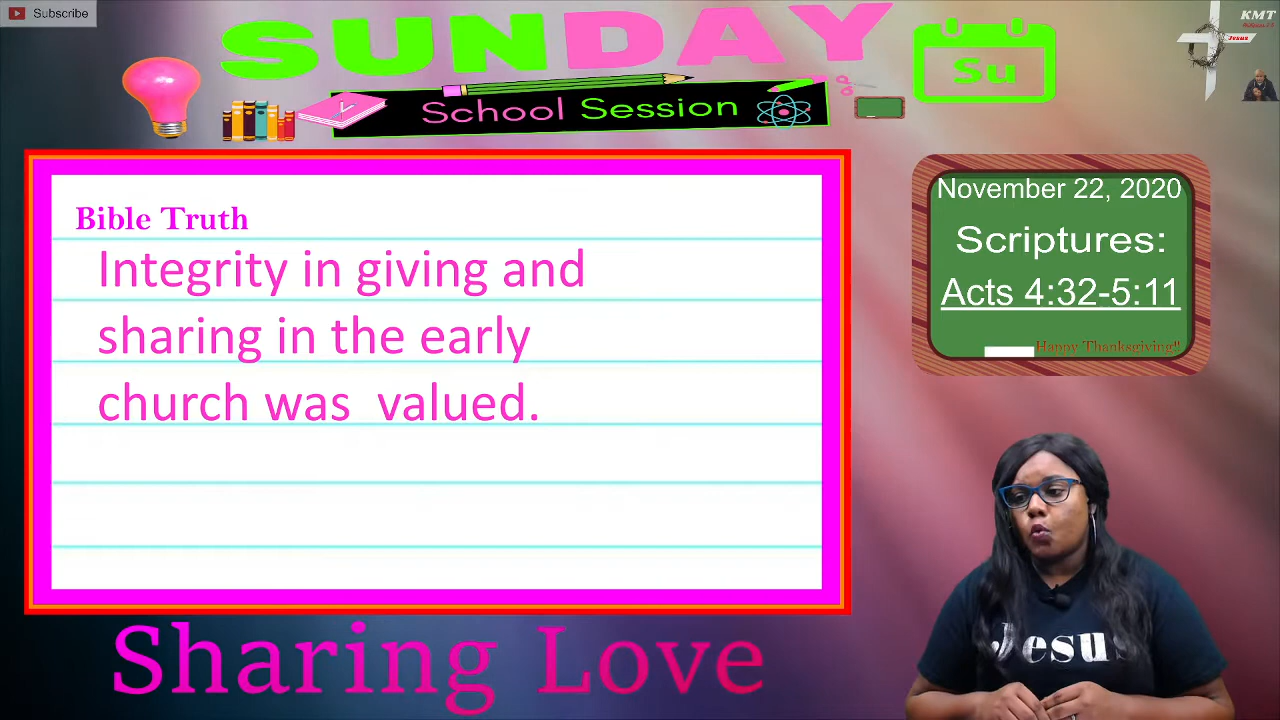 Subscribe
SUNDAY
Su
School Session
KMT
Jesus
Bible Truth
Integrity in giving and
sharing in the early
church was  valued.
November 22, 2020
Scriptures:
Acts 4:32-5:11
Happy Thanksgiving!!
Jesus
Sharing Love